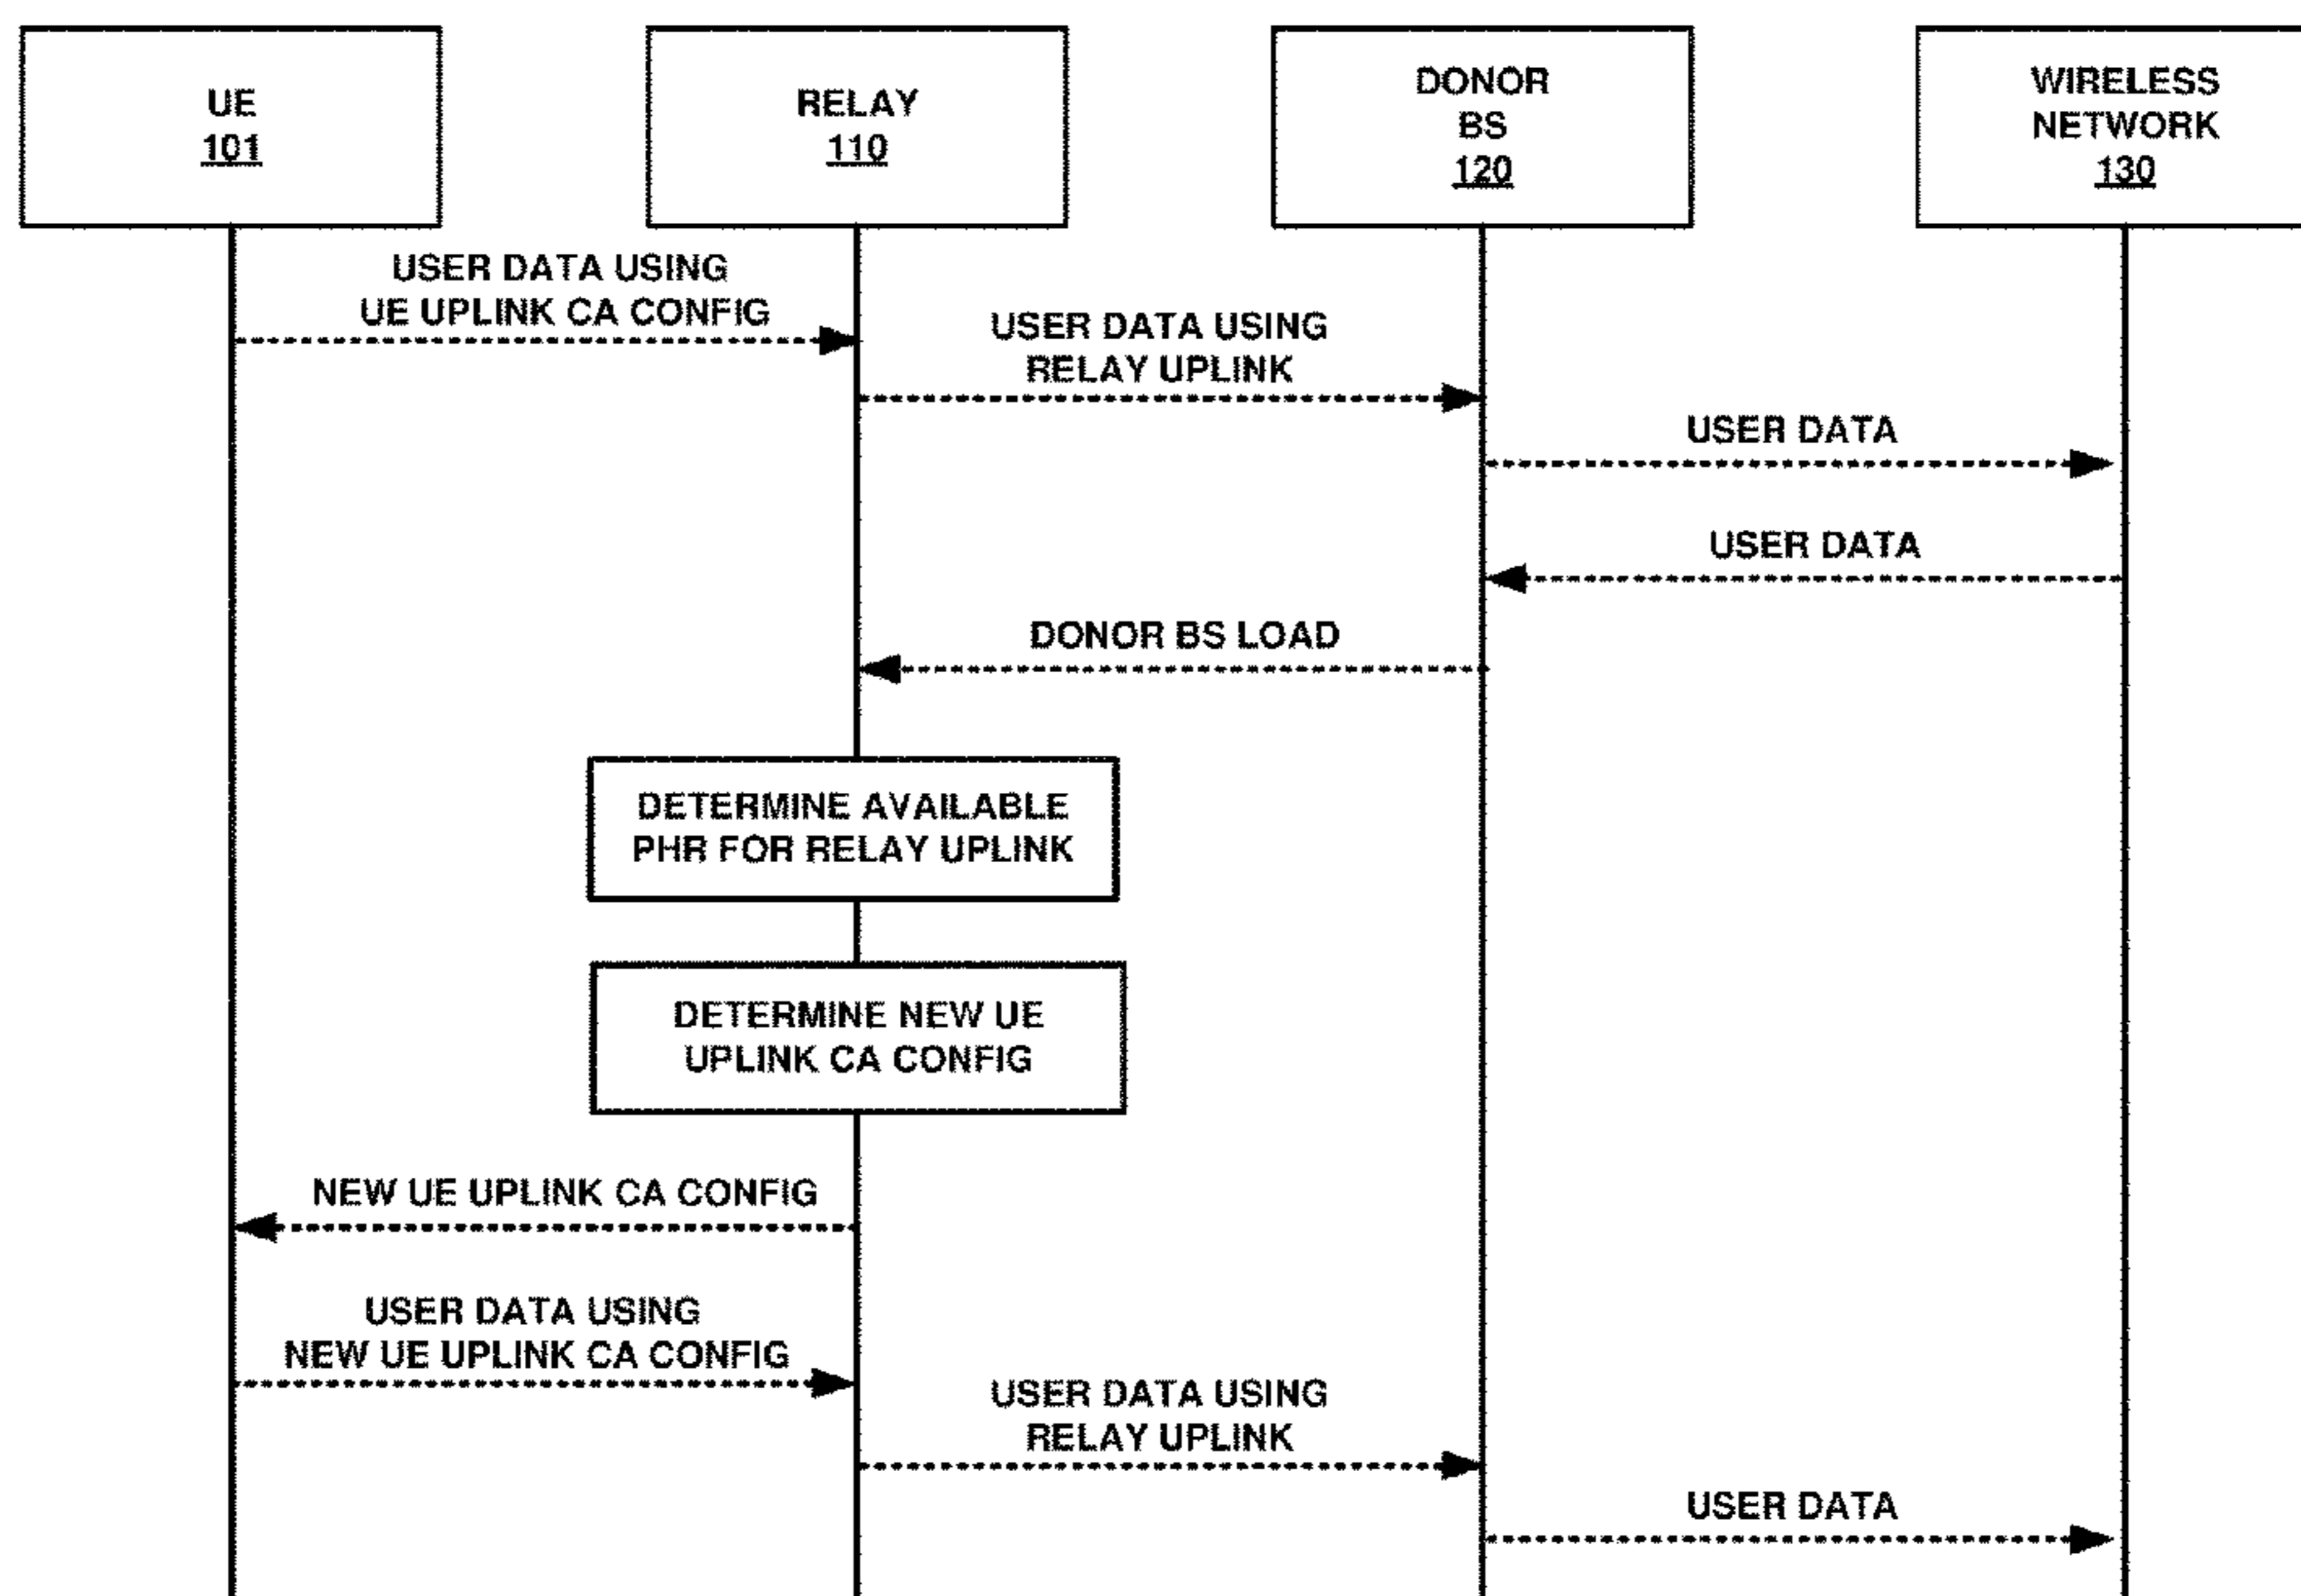 UE
101
RELAY
110
DONOR
BS
120
WIRELESS
NETWORK
130
USER DATA USING
UE UPLINK CA CONFIG
USER DATA USING
RELAY UPLINK
USER DATA
USER DATA
DONOR BS LOAD
DETERMINE AVAILABLE
PHR FOR RELAY UPLINK
DETERMINE NEW UE
UPLINK CA CONFIG
NEW UE UPLINK CA CONFIG
USER DATA USING
NEW UE UPLINK CA CONFIG
USER DATA USING
RELAY UPLINK
USER DATA